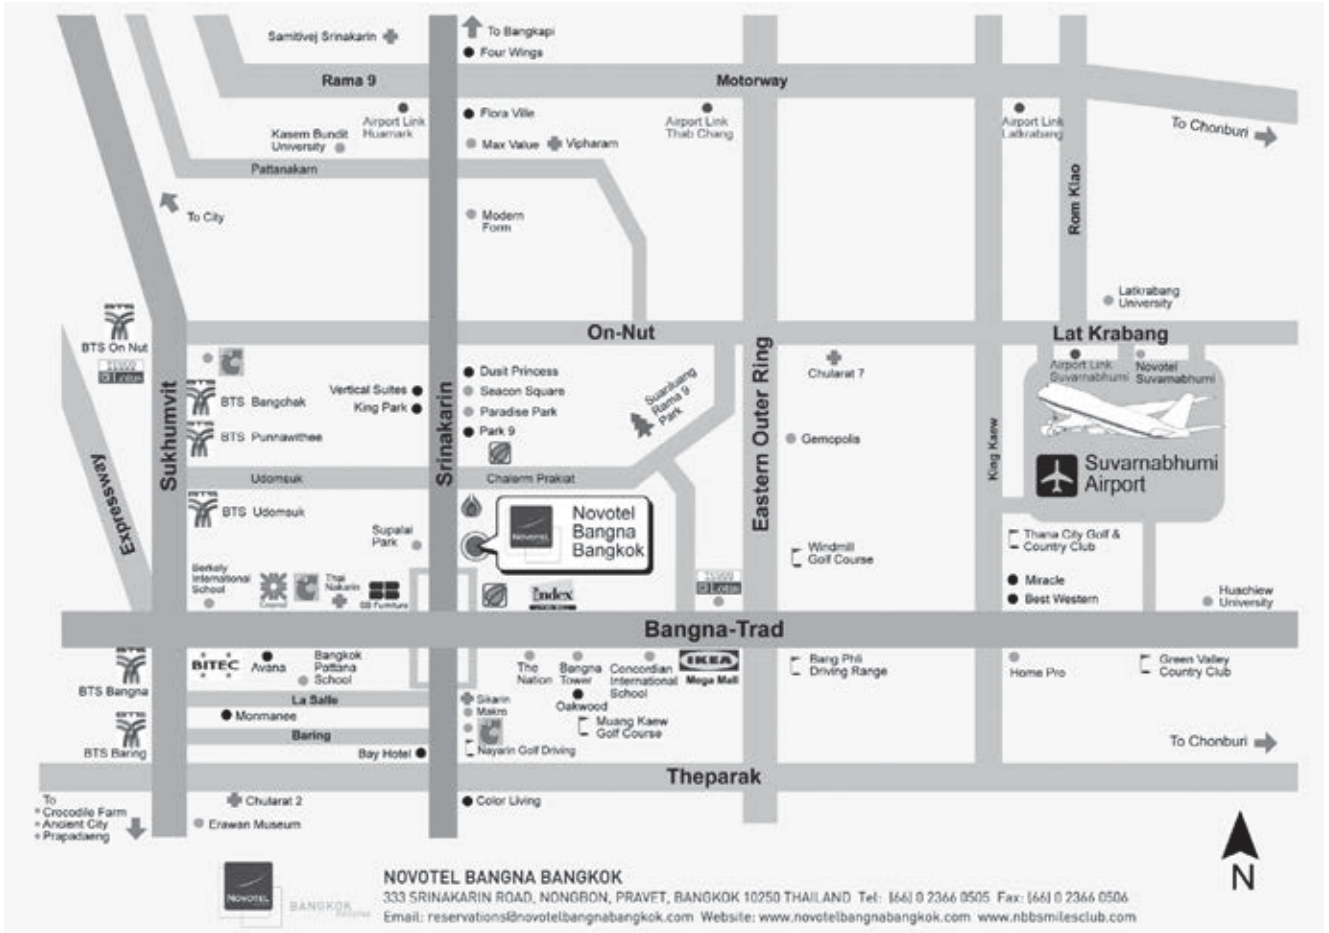 To Bangkapi
Samitivej Srinakarin
Four Wings
Rama 9
Motorway
Airport Link
Huamark
Flora Ville
Airport Link
Thab Chang
Airport Link
Latkrabang
To Chonburi
Kasem Bundit
University
Max Value
Vipharam
Pattanakarn
Rom Klao
To City
Modern
Form
Latkrabang
University
BTS On Nut
On-Nut
Lat Krabang
Lotus
Dusit Princess
Vertical Suites
Seacon Square
King Park
Paradise Park
Park 9
Suanluang
Rama 9
Park
Chularat 7
Airport Link
Suvarnabhumi
Novotel
Suvarnabhumi
BTS Bangchak
BTS Punnawithee
Sukhumvit
Srinakarin
Eastern Outer Ring
King Kaew
Expressway
Gemopolis
Suvarnabhumi
Airport
Udomsuk
Chalerm Prakiat
BTS Udomsuk
Supalai
Park
NOVOTEL
Novotel
Bangna
Bangkok
Windmill
Golf Course
Thana City Golf &
Country Club
Berkely
International
School
Thai
Nakarin
SB Furniture
index
Lotus
Miracle
Best Western
Huachiew
University
Bangna-Trad
BTS Bangna
BITEC
Avana
Bangkok
Pattana
School
The
Nation
Bangna
Tower
Oakwood
Concordian
International
School
IKEA
Mega Mall
Bang Phli
Driving Range
Home Pro
Green Valley
Country Club
La Salle
Monmanee
Sikarin
Makro
Muang Kaew
Golf Course
Baring
BTS Baring
Bay Hotel
Nayarin Golf Driving
To Chonburi
Theparak
To
Crocodile Farm
Ancient City
Prapadaeng
Chularat 2
Erawan Museum
Color Living
N
NOVOTEL
BANGKOK
NOVOTEL BANGNA BANGKOK
333 SRINAKARIN ROAD, NONGBON, PRAVET, BANGKOK 10250 THAILAND Tel: (66) 0 2366 0505 Fax: (66) 0 2366 0506
Email: reservations@novotelbangnabangkok.com Website: www.novotelbangnabangkok.com www.nbbsmilesclub.com